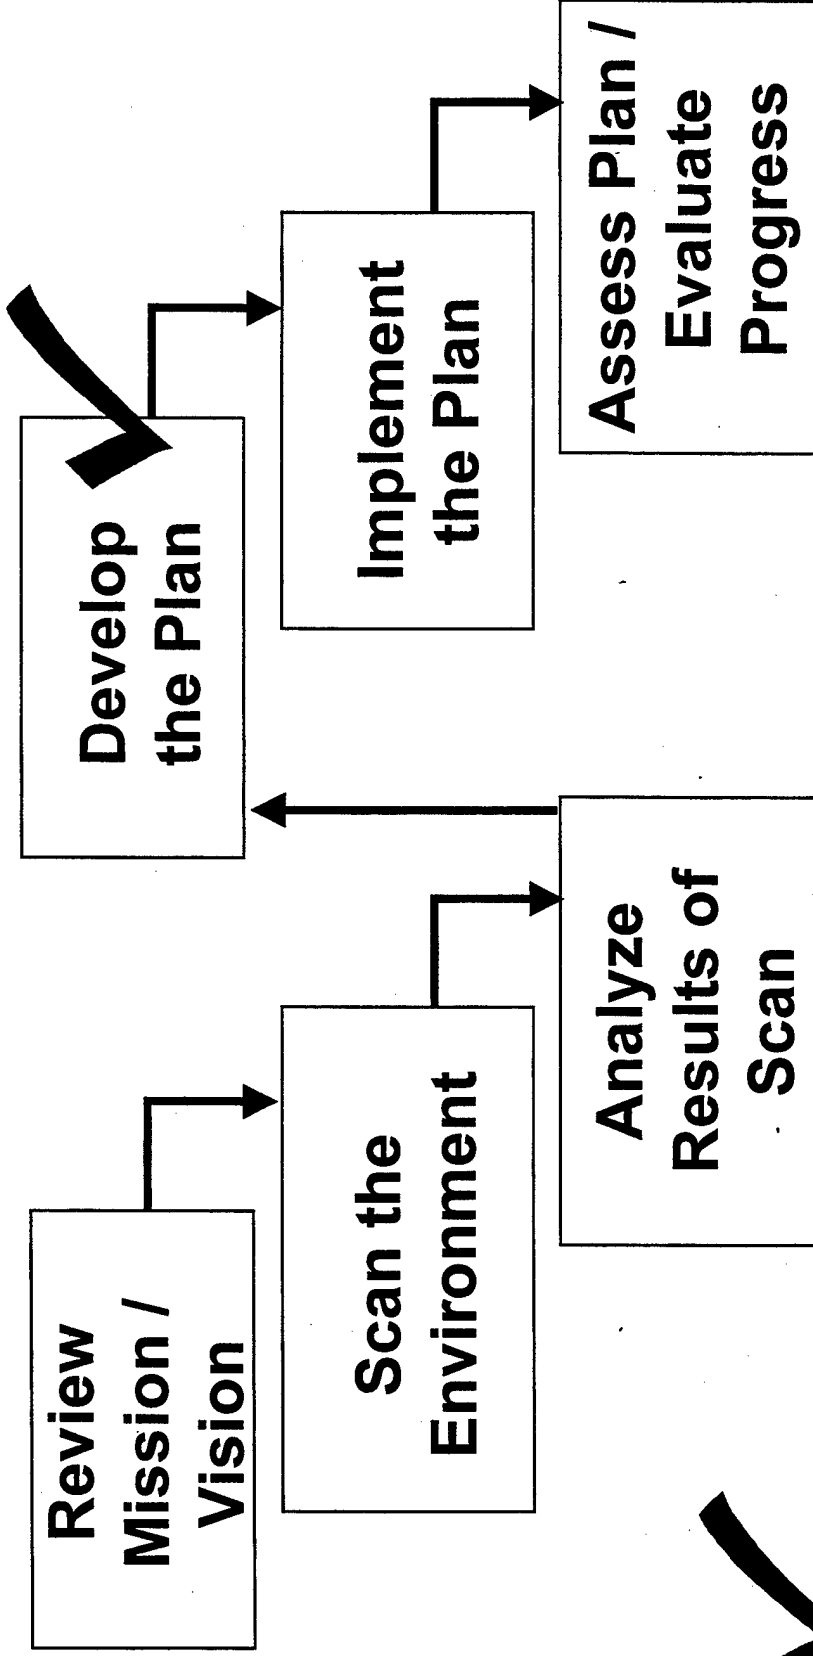 Review
Mission /
Vision
Scan the
Environment
Analyze
Results of
Scan
Develop
the Plan
Implement
the Plan
Assess Plan /
Evaluate
Progress